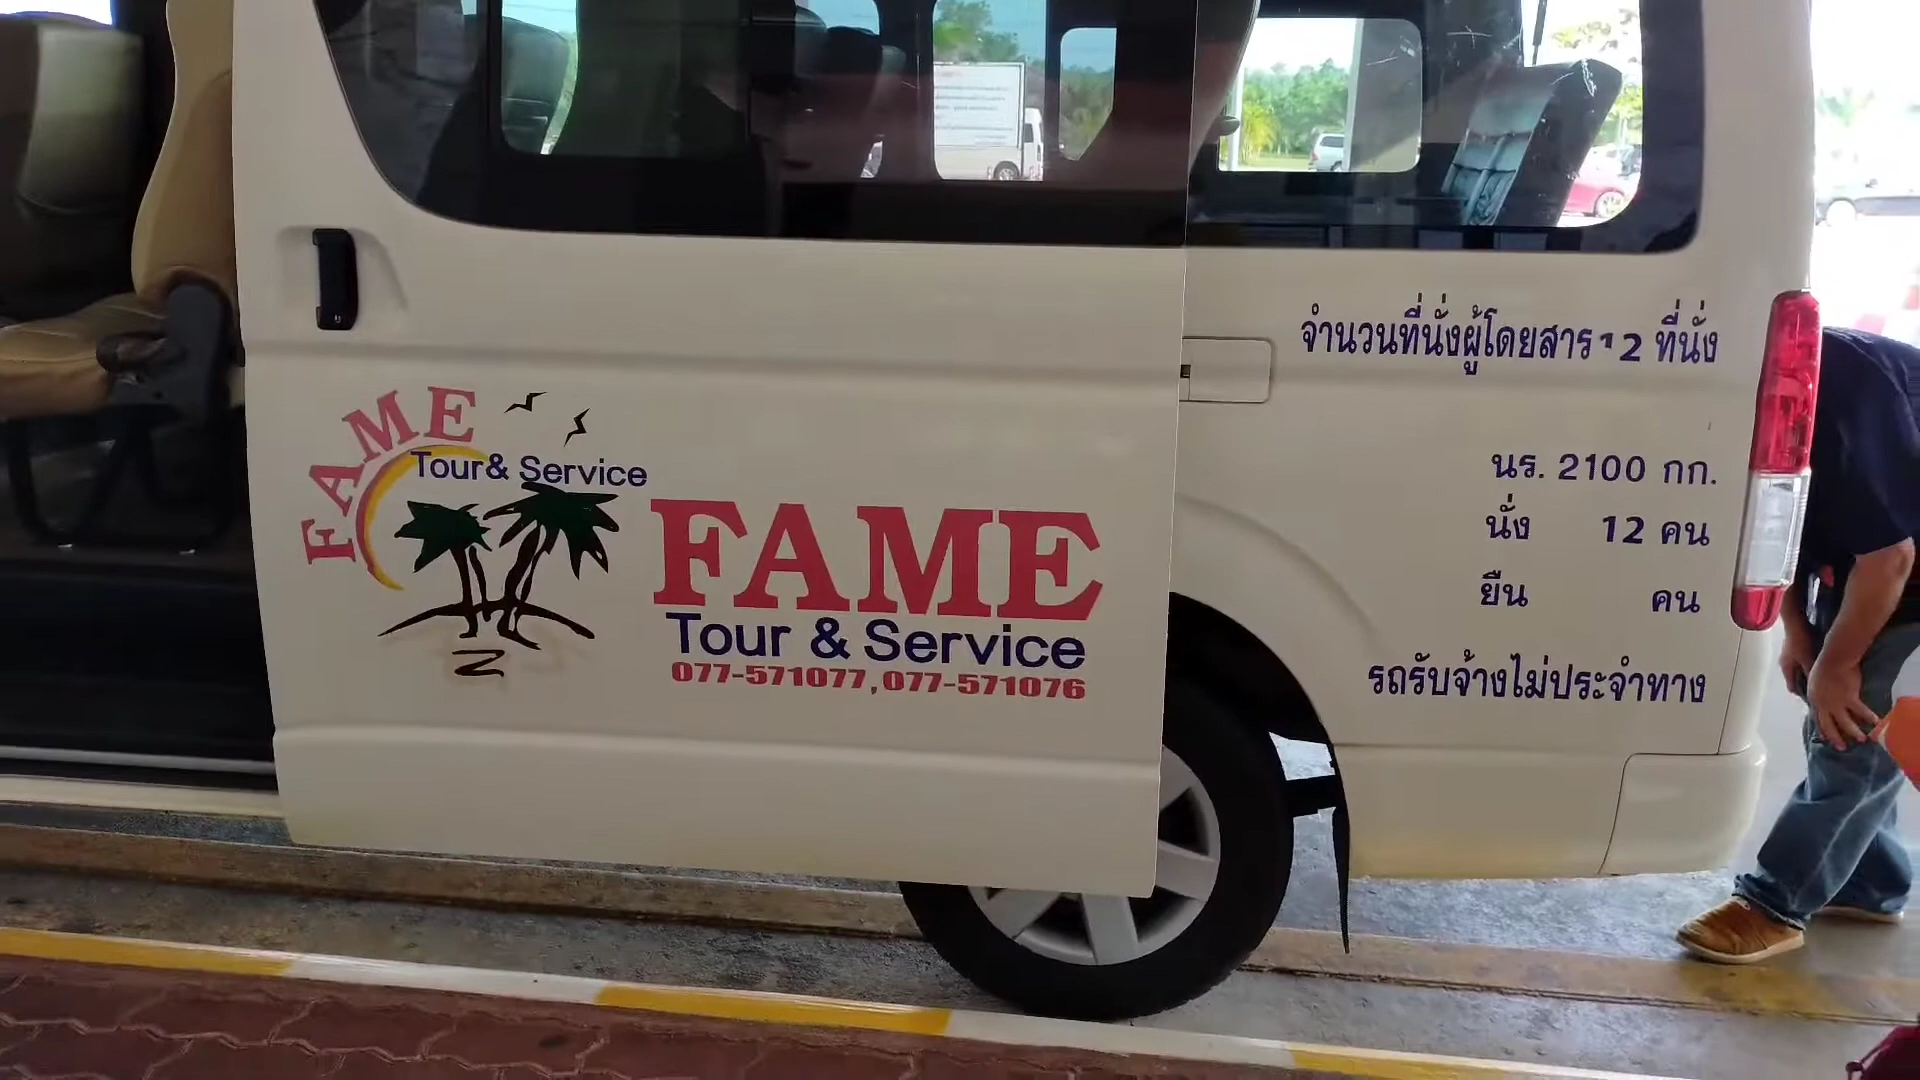 FAME
Tour & Service
FAME
Tour & Service
077-571077,077-571076
จำนวนที่นั่งผู้โดยสาร 12 ที่นั่ง
นร. 2100 กก.
นั่ง 12 คน
ยืน คน
รถรับจ้างไม่ประจำทาง